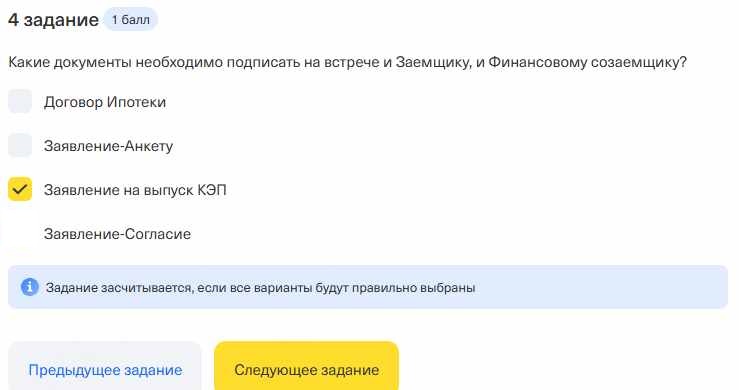 4 задание 1 балл
Какие документы необходимо подписать на встрече и Заемщику, и Финансовому созаемщику?
Договор Ипотеки
Заявление-Анкету
Заявление на выпуск КЭП
Заявление-Согласие
Задание засчитывается, если все варианты будут правильно выбраны
Предыдущее задание Следующее задание